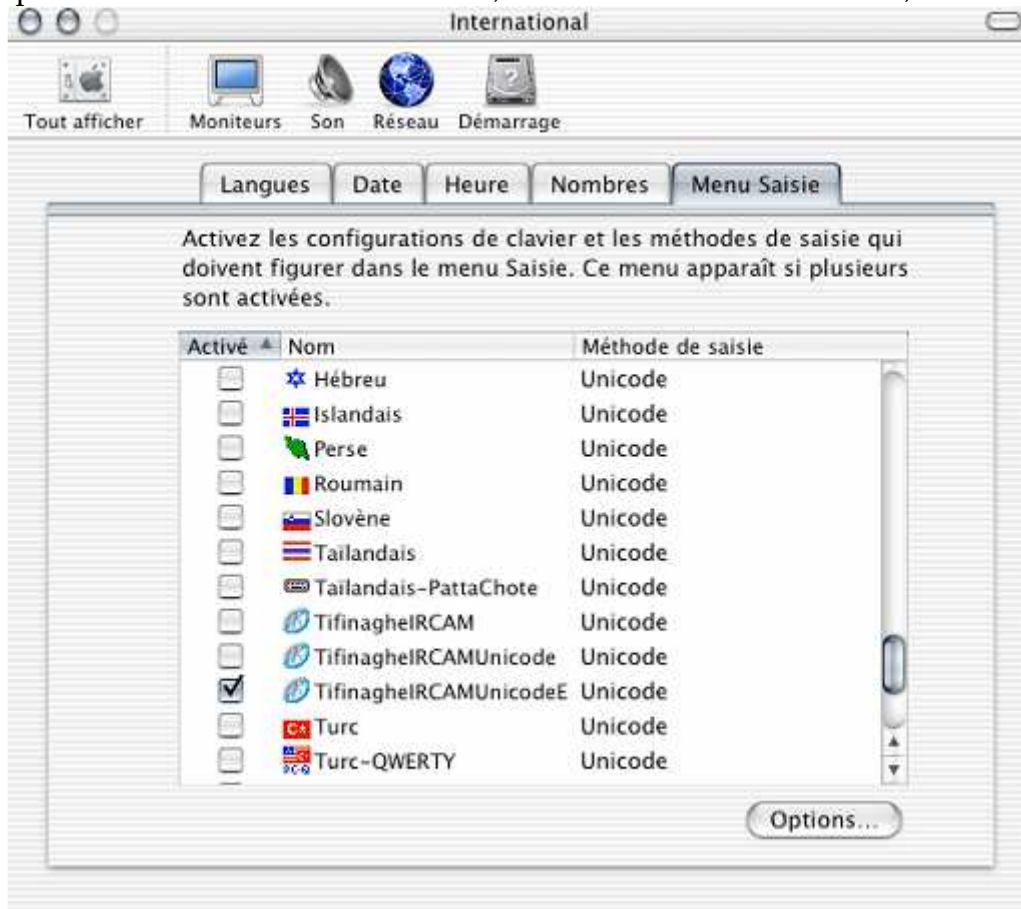 International
Tout afficher Moniteurs Son Réseau Démarrage
Langues Date Heure Nombres Menu Saisie
Activez les configurations de clavier et les méthodes de saisie qui
doivent figurer dans le menu Saisie. Ce menu apparaît si plusieurs
sont activées.
Activé Nom Méthode de saisie
Hébreu Unicode
Islandais Unicode
Perse Unicode
Roumain Unicode
Slovène Unicode
Taïlandais Unicode
Taïlandais-PattaChote Unicode
TifinagheIRCAM Unicode
TifinagheIRCAMUnicode Unicode
TifinagheIRCAMUnicodeE Unicode
Turc Unicode
Turc-QWERTY Unicode
Options...